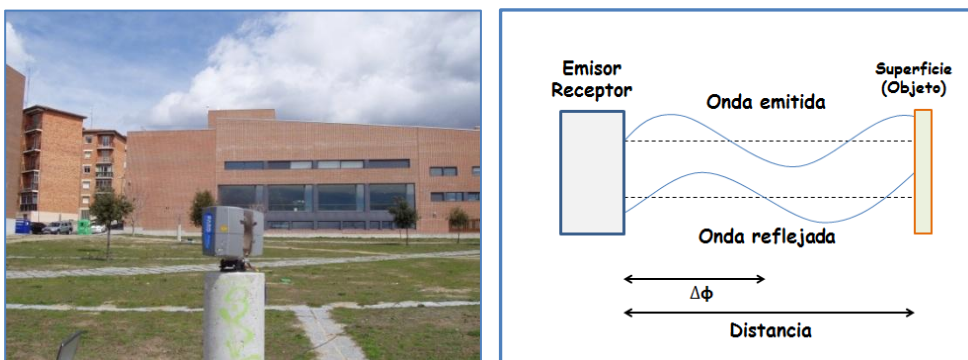 Emisor
Receptor
Superficie
(Objeto)
Onda emitida
Onda reflejada
Δϕ
Distancia